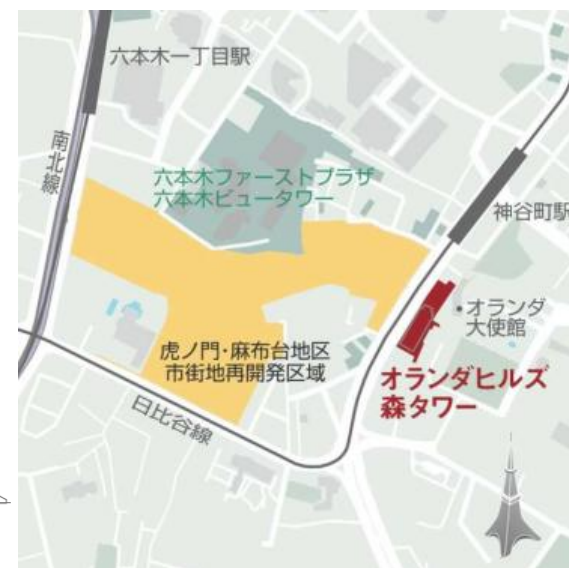 六本木一丁目駅
南北線
六本木ファーストプラザ
六本木ビュータワー
神谷町駅
・オランダ
大使館
虎ノ門・麻布台地区
市街地再開発区域
オランダヒルズ
森タワー
日比谷線